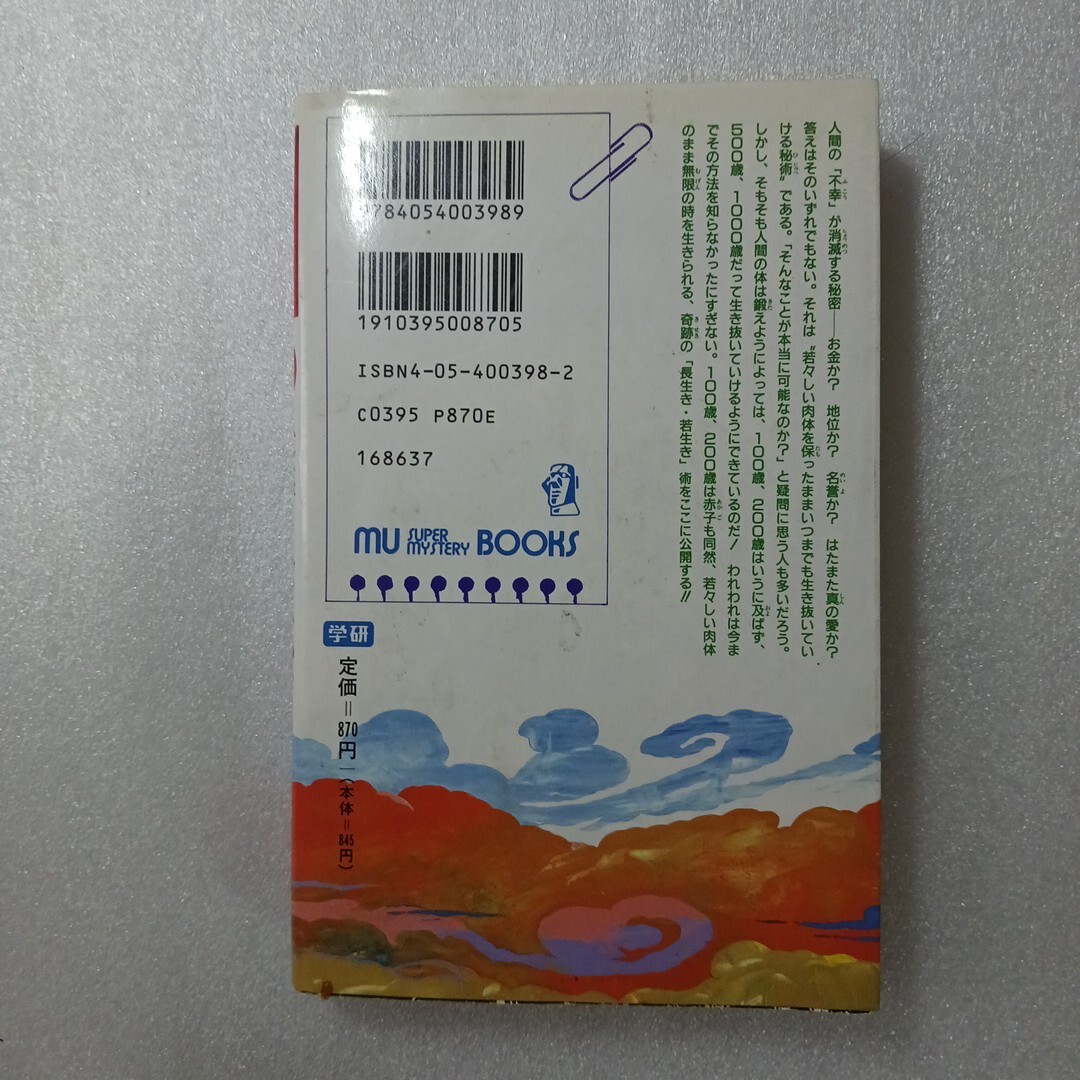 人間の「不幸」が消滅する秘密――お金か？　地位か？　名誉か？　はたまた真の愛か？
答えはそのいずれでもない。それは〝若々しい肉体を保ったままいつまでも生き抜いてい
ける秘術〟である。「そんなことが本当に可能なのか？」と疑問に思う人も多いだろう。
しかし、そもそも人間の体は鍛えようによっては、100歳、200歳はいうに及ばず、
500歳、1000歳だって生き抜いていけるようにできているのだ！　われわれは今ま
でその方法を知らなかったにすぎない。100歳、200歳は赤子も同然、若々しい肉体
のまま無限の時を生きられる、奇跡の「長生き・若生き」術をここに公開する!!
784054003989
1910395008705
ISBN4-05-400398-2
C0395 P870E
168637
MU SUPER MYSTERY BOOKS
学研
定価＝870円（本体＝845円）